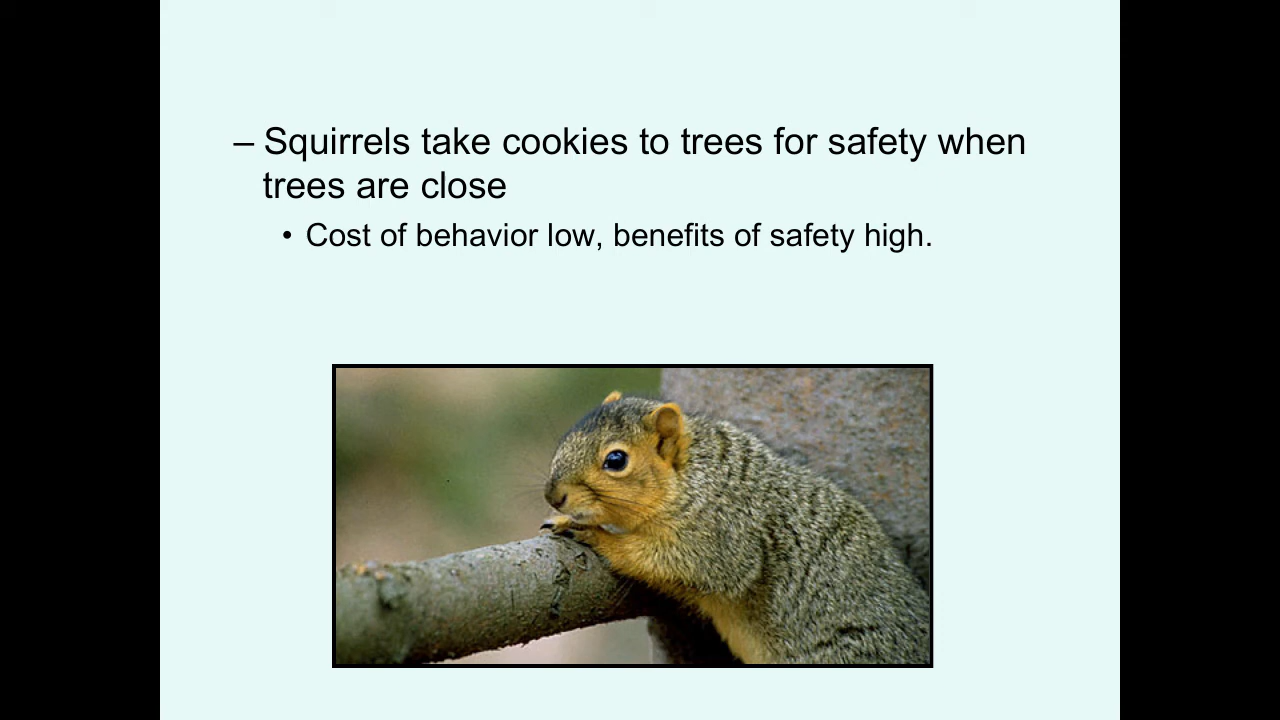 – Squirrels take cookies to trees for safety when
trees are close
• Cost of behavior low, benefits of safety high.